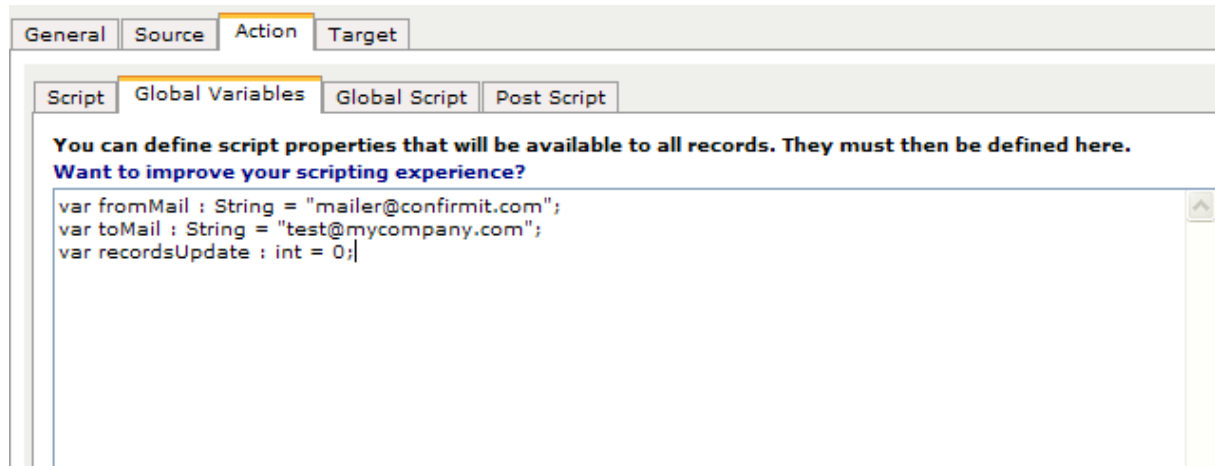 General Source Action Target
Script Global Variables Global Script Post Script
You can define script properties that will be available to all records. They must then be defined here.
Want to improve your scripting experience?
var fromMail : String = "mailer@confirmit.com";
var toMail : String = "test@mycompany.com";
var recordsUpdate : int = 0;